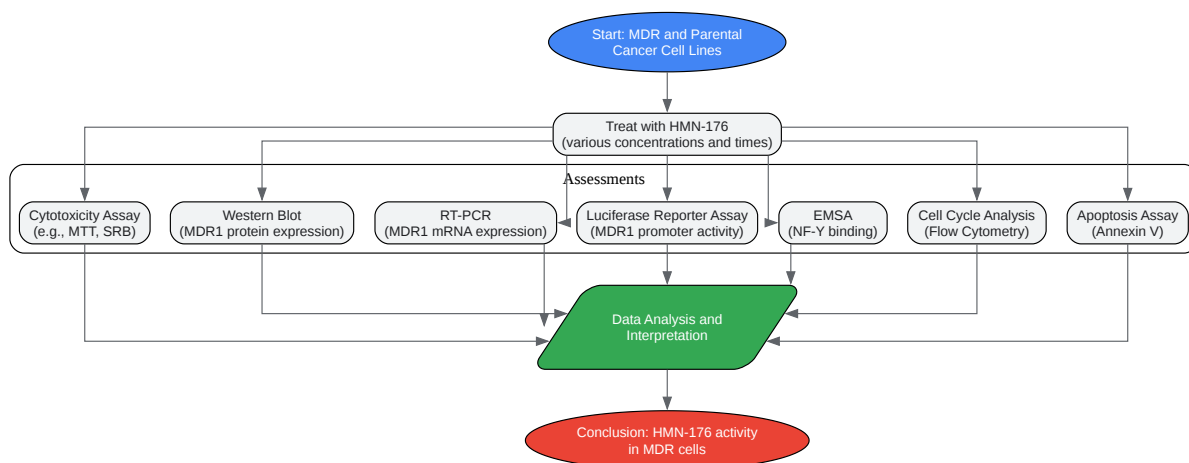 Start: MDR and Parental
Cancer Cell Lines
Treat with HMN-176
(various concentrations and times)
Assessments
Cytotoxicity Assay
(e.g., MTT, SRB)
Western Blot
(MDR1 protein expression)
RT-PCR
(MDR1 mRNA expression)
Luciferase Reporter Assay
(MDR1 promoter activity)
EMSA
(NF-Y binding)
Cell Cycle Analysis
(Flow Cytometry)
Apoptosis Assay
(Annexin V)
Data Analysis and
Interpretation
Conclusion: HMN-176 activity
in MDR cells